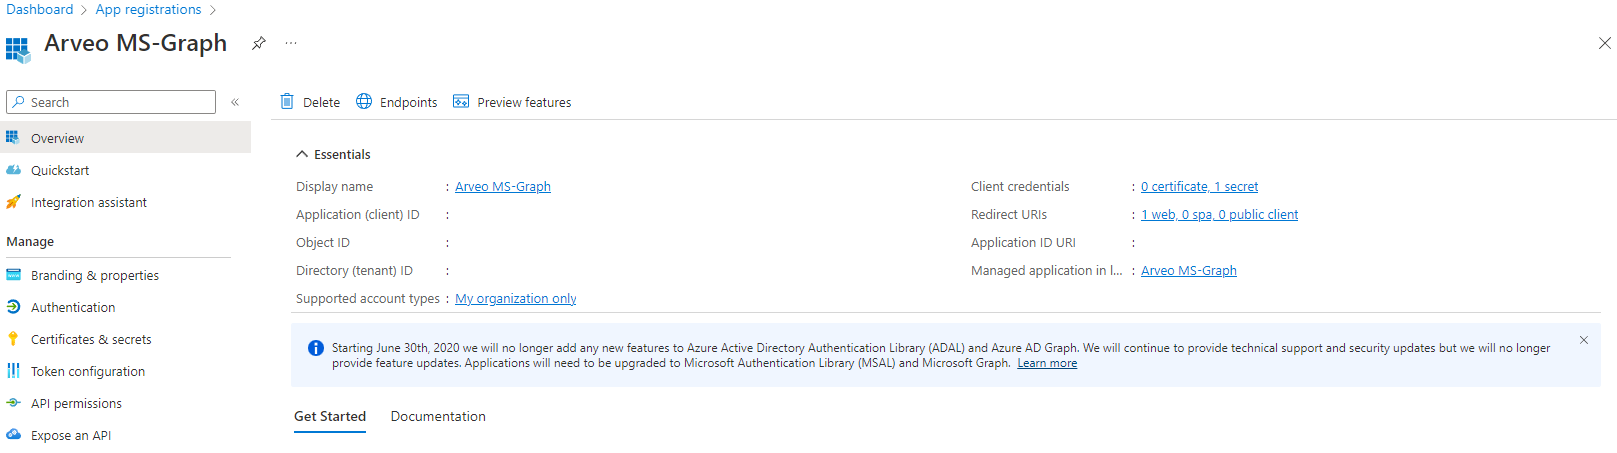 Dashboard > App registrations >
Arveo MS-Graph
Search
Overview
Quickstart
Integration assistant
Manage
Branding & properties
Authentication
Certificates & secrets
Token configuration
API permissions
Expose an API
Delete
Endpoints
Preview features
Essentials
Display name : Arveo MS-Graph
Application (client) ID :
Object ID :
Directory (tenant) ID :
Supported account types : My organization only
Client credentials : 0 certificate, 1 secret
Redirect URIs : 1 web, 0 spa, 0 public client
Application ID URI :
Managed application in l... : Arveo MS-Graph
Starting June 30th, 2020 we will no longer add any new features to Azure Active Directory Authentication Library (ADAL) and Azure AD Graph. We will continue to provide technical support and security updates but we will no longer
provide feature updates. Applications will need to be upgraded to Microsoft Authentication Library (MSAL) and Microsoft Graph. Learn more
Get Started
Documentation